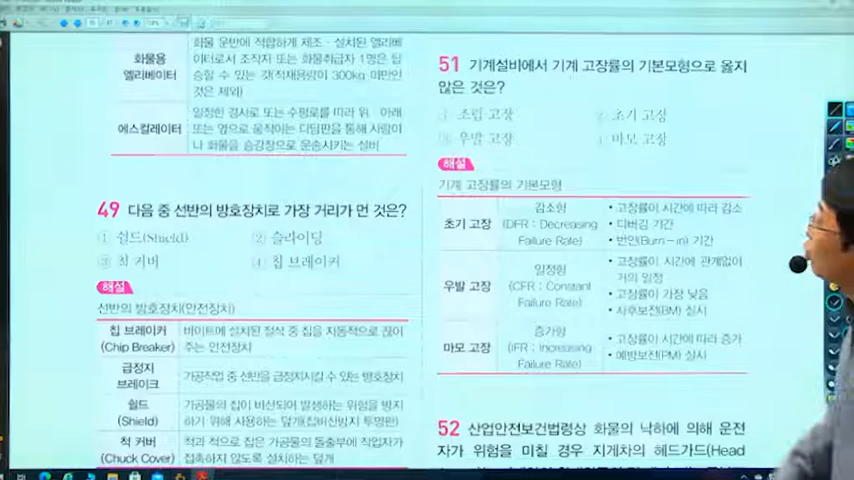 화물용
엘리베이터
화물 운반에 적합하게 제조·설치된 엘리베
이터로서 조작자 또는 화물취급자 1명은 탑
승할 수 있는 것(적재용량이 300kg 미만인
것은 제외)
에스컬레이터
일정한 경사로 또는 수평로를 따라 위·아래
또는 옆으로 움직이는 디딤판을 통해 사람이
나 화물을 승강장으로 운송시키는 설비
49 다음 중 선반의 방호장치로 가장 거리가 먼 것은?
① 쉴드(Shield) ② 슬라이딩
③ 척 커버 ④ 칩 브레이커
해설
선반의 방호장치(안전장치)
칩 브레이커
(Chip Breaker)
바이트에 설치된 절삭 중 칩을 자동적으로 끊어
주는 안전장치
급정지
브레이크
가공작업 중 선반을 급정지시킬 수 있는 방호장치
쉴드
(Shield)
가공물의 칩이 비산되어 발생하는 위험을 방지
하기 위해 사용하는 덮개(칩비산방지 투명판)
척 커버
(Chuck Cover)
척과 척으로 잡은 가공물의 돌출부에 작업자가
접촉하지 않도록 설치하는 덮개
51 기계설비에서 기계 고장률의 기본모형으로 옳지
않은 것은?
① 조립 고장 ② 초기 고장
③ 우발 고장 ④ 마모 고장
해설
기계 고장률의 기본모형
초기 고장
감소형
(DFR : Decreasing
Failure Rate)
• 고장률이 시간에 따라 감소
• 디버깅 기간
• 번인(Burn-in) 기간
우발 고장
일정형
(CFR : Constant
Failure Rate)
• 고장률이 시간에 관계없이
거의 일정
• 고장률이 가장 낮음
• 사후보전(BM) 실시
마모 고장
증가형
(IFR : Increasing
Failure Rate)
• 고장률이 시간에 따라 증가
• 예방보전(PM) 실시
52 산업안전보건법령상 화물의 낙하에 의해 운전
자가 위험을 미칠 경우 지게차의 헤드가드(Head